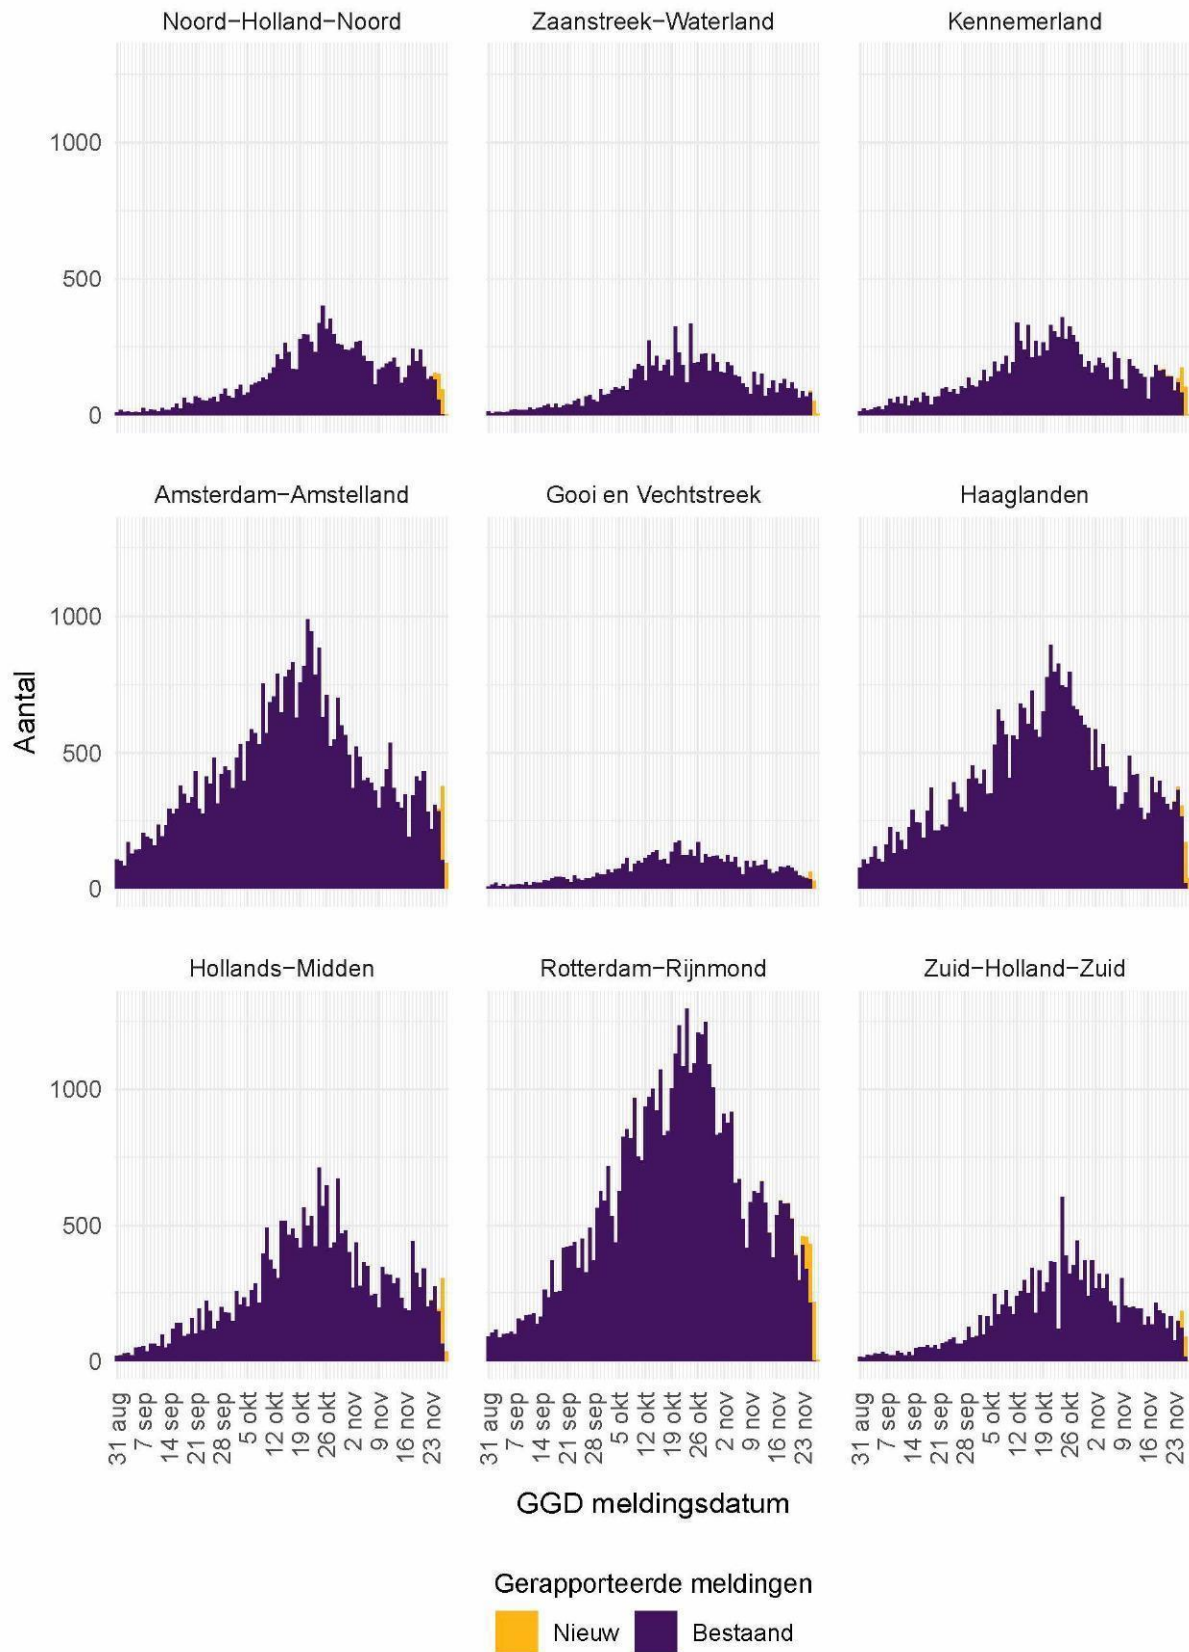 Noord−Holland−Noord
Zaanstreek−Waterland
Kennemerland
1000
500
0
Amsterdam−Amstelland
Gooi en Vechtstreek
Haaglanden
1000
500
0
Aantal
Hollands−Midden
Rotterdam−Rijnmond
Zuid−Holland−Zuid
1000
500
0
31 aug
7 sep
14 sep
21 sep
28 sep
5 okt
12 okt
19 okt
26 okt
2 nov
9 nov
16 nov
23 nov
31 aug
7 sep
14 sep
21 sep
28 sep
5 okt
12 okt
19 okt
26 okt
2 nov
9 nov
16 nov
23 nov
31 aug
7 sep
14 sep
21 sep
28 sep
5 okt
12 okt
19 okt
26 okt
2 nov
9 nov
16 nov
23 nov
GGD meldingsdatum
Gerapporteerde meldingen
Nieuw
Bestaand